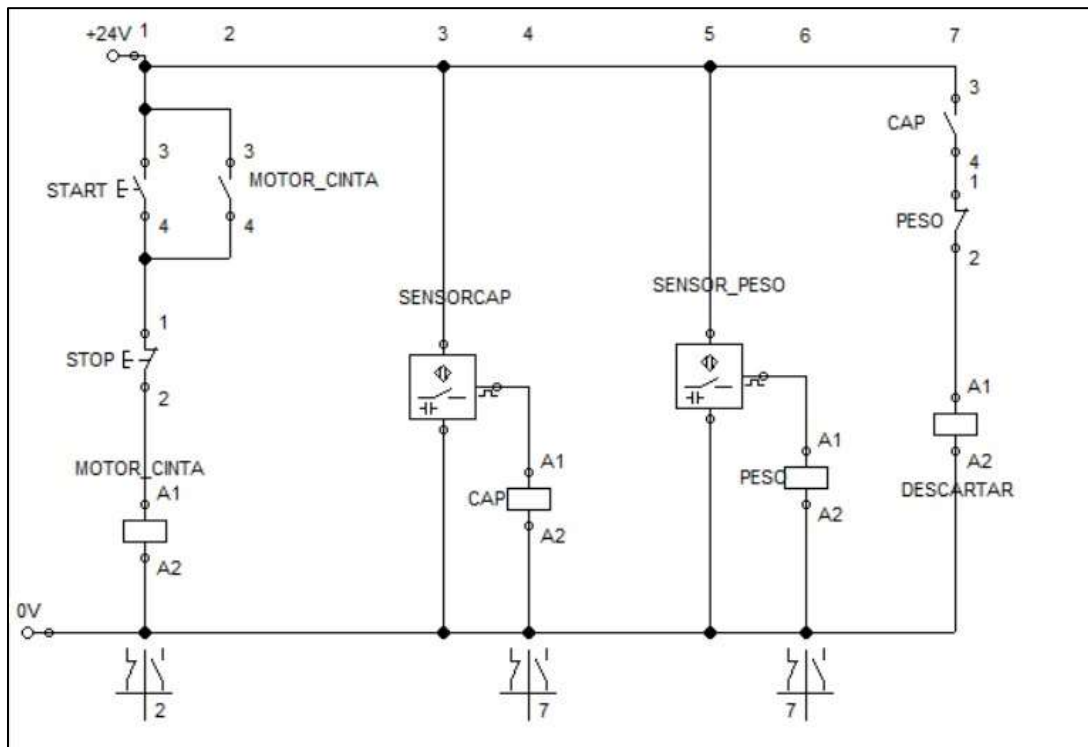 +24V 1 2 3 4 5 6 7
3
CAP
3 3
START MOTOR_CINTA
4
4 4
1
PESO
2
SENSORCAP SENSOR_PESO
1
STOP
2
A1
A1
MOTOR_CINTA A1 PESO A2
A1 CAP DESCARTAR
A2
A2
A2
0V
2 7 7